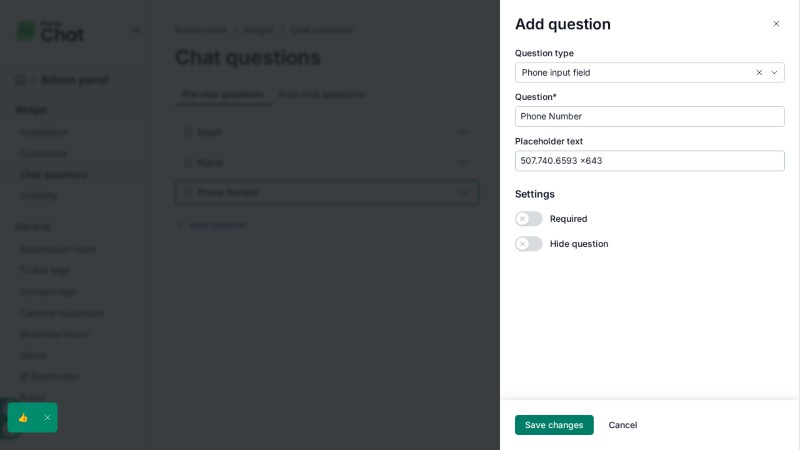 Chat
Admin panel / Widget / Chat questions
Chat questions
Pre chat questions
Post chat questions
Admin panel
Widget
Installation
Customize
Chat questions
Visibility
General
Automation rules
Ticket tags
Contact tags
Canned responses
Business hours
Views
IP Restriction
Email
Name
Phone Number
Add question
Add question
Question type
Phone input field
Question*
Phone Number
Placeholder text
507.740.6593 x643
Settings
Required
Hide question
Save changes
Cancel